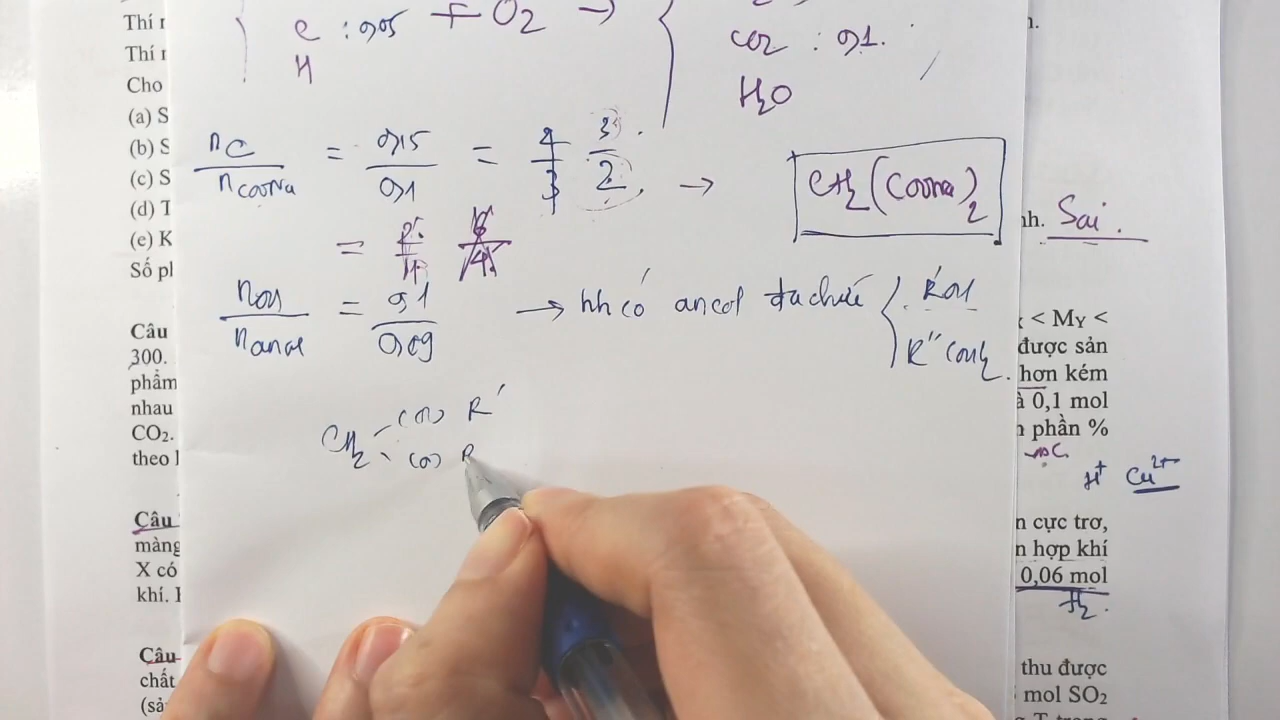 Thí n
Thí r
Cho
(a) S
(b) S
(c) S
(d) T
(e) K
Số pl
Câu
300.
phẩm
nhau
CO₂.
theo l
Câu
màng
X có
khí. I
Câu
chất
(sả
C : 0,05 + O₂ →
H
CO₂ : 0,1.
H₂O
nC / nCOONa = 0,15 / 0,1 = 3 / 2 → CH₂(COONa)₂
nOH / nancol = 0,1 / 0,09 → hh có ancol đa chức { R'OH
CH₂ COO R'
COO R
n.
nh. Sai.
< M_Y <
được sản
hơn kém
à 0,1 mol
n phần %
H⁺ Cu²⁺
n cực trơ,
n hợp khí
0,06 mol
H₂.
thu được
mol SO₂